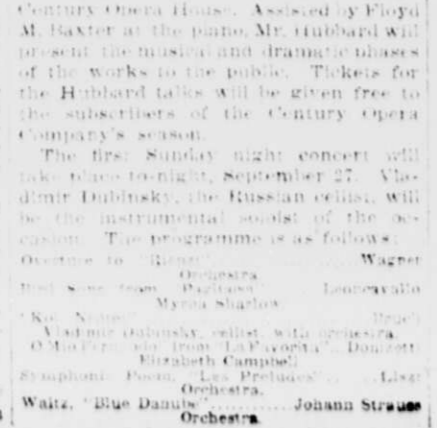 Century Opera House. Assisted by Floyd
M. Baxter at the piano, Mr. Hubbard will
present the musical and dramatic phases
of the works to the public. Tickets for
the Hubbard talks will be given free to
the subscribers of the Century Opera
Company's season.
The first Sunday night concert will
take place to-night, September 27. Vla-
dimir Dubinsky, the Russian cellist, will
be the instrumental soloist of the oc-
casion. The programme is as follows:
Overture to "Rienzi" Wagner
Orchestra.
Bird Song from "Pagliacci" Leoncavallo
Myrna Sharlow.
"Kol Nidrei" Bruch
Vladimir Dubinsky, cellist, with orchestra.
O Mio Fernando, from "La Favorita" Donizetti
Elizabeth Campbell
Symphonic Poem, "Les Preludes" Liszt
Orchestra.
Waltz, "Blue Danube" Johann Strauss
Orchestra.